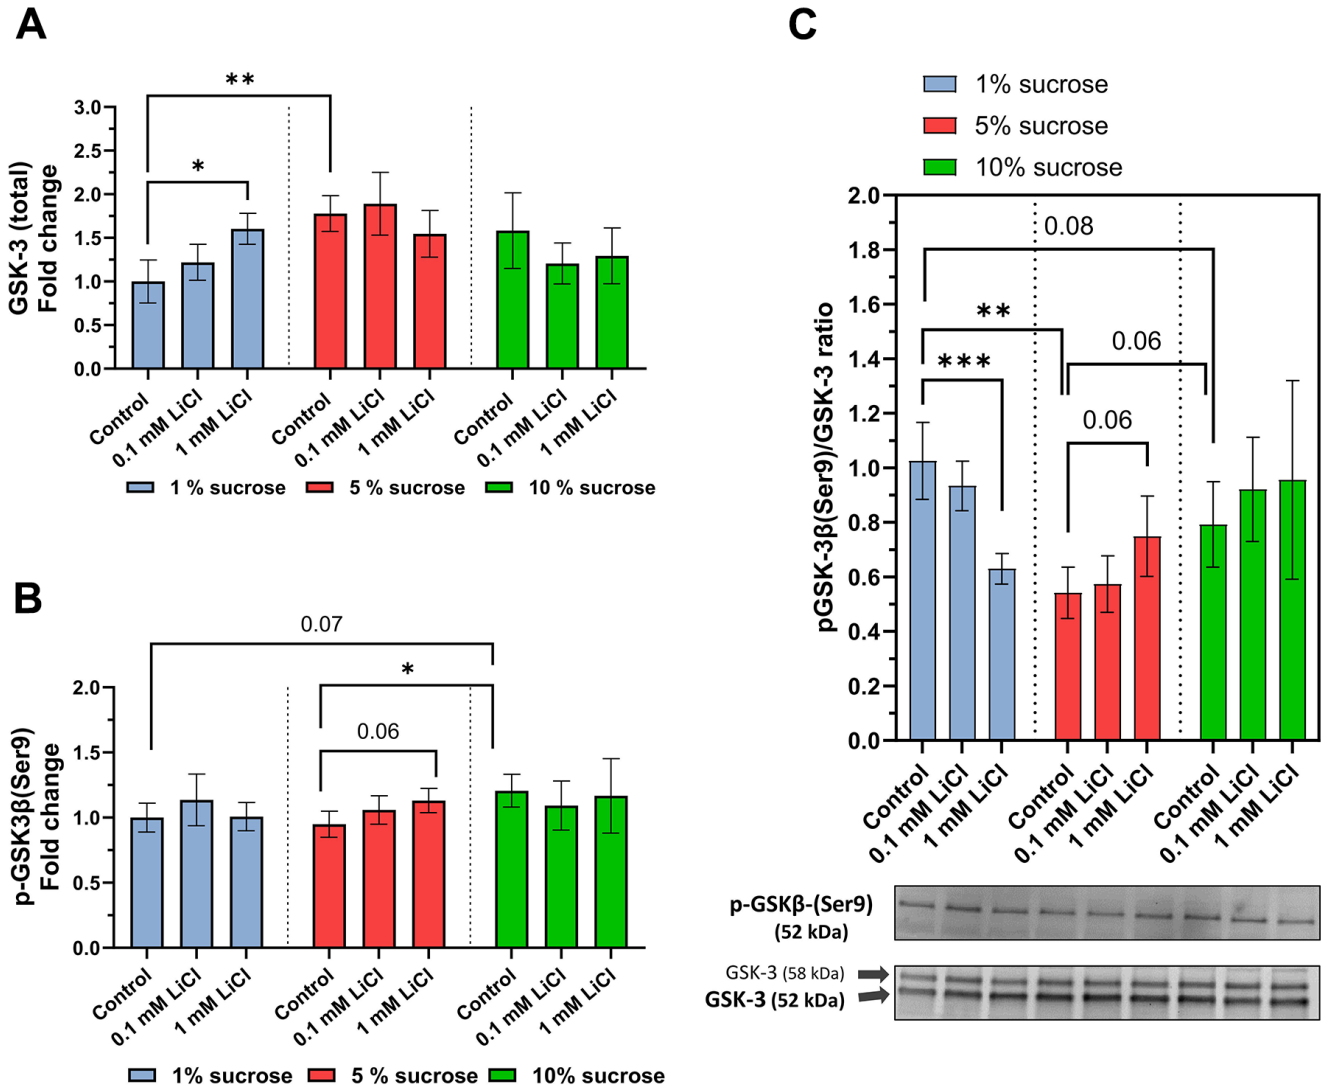 A
**
*
GSK-3 (total)
Fold change
3.0
2.5
2.0
1.5
1.0
0.5
0.0
Control
0.1 mM LiCl
1 mM LiCl
Control
0.1 mM LiCl
1 mM LiCl
Control
0.1 mM LiCl
1 mM LiCl
1 % sucrose
5 % sucrose
10 % sucrose
B
0.07
*
0.06
p-GSK3β(Ser9)
Fold change
2.0
1.5
1.0
0.5
0.0
Control
0.1 mM LiCl
1 mM LiCl
Control
0.1 mM LiCl
1 mM LiCl
Control
0.1 mM LiCl
1 mM LiCl
1% sucrose
5 % sucrose
10% sucrose
C
1% sucrose
5% sucrose
10% sucrose
0.08
**
***
0.06
0.06
pGSK-3β(Ser9)/GSK-3 ratio
2.0
1.8
1.6
1.4
1.2
1.0
0.8
0.6
0.4
0.2
0.0
Control
0.1 mM LiCl
1 mM LiCl
Control
0.1 mM LiCl
1 mM LiCl
Control
0.1 mM LiCl
1 mM LiCl
p-GSKβ-(Ser9)
(52 kDa)
GSK-3 (58 kDa)
GSK-3 (52 kDa)